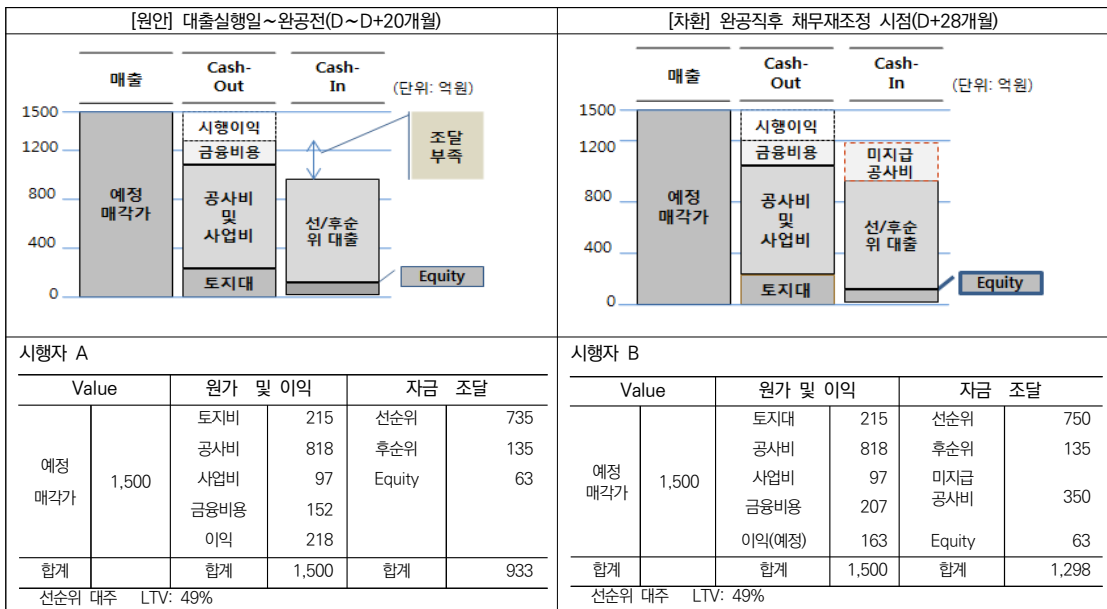 [원안] 대출실행일~완공전(D~D+20개월)
매출
Cash-
Out
Cash-
In
(단위: 억원)
1500
1200
800
400
0
예정
매각가
시행이익
금융비용
공사비
및
사업비
토지대
선/후순
위 대출
조달
부족
Equity
[차환] 완공직후 채무재조정 시점(D+28개월)
매출
Cash-
Out
Cash-
In
(단위: 억원)
1500
1200
800
400
0
예정
매각가
시행이익
금융비용
공사비
및
사업비
토지대
미지급
공사비
선/후순
위 대출
Equity
시행자 A
Value 원가 및 이익 자금 조달
예정
매각가
1,500
토지비 215 선순위 735
공사비 818 후순위 135
사업비 97 Equity 63
금융비용 152
이익 218
합계 합계 1,500 합계 933
선순위 대주 LTV: 49%
시행자 B
Value 원가 및 이익 자금 조달
예정
매각가
1,500
토지대 215 선순위 750
공사비 818 후순위 135
사업비 97 미지급
공사비 350
금융비용 207
이익(예정) 163 Equity 63
합계 합계 1,500 합계 1,298
선순위 대주 LTV: 49%